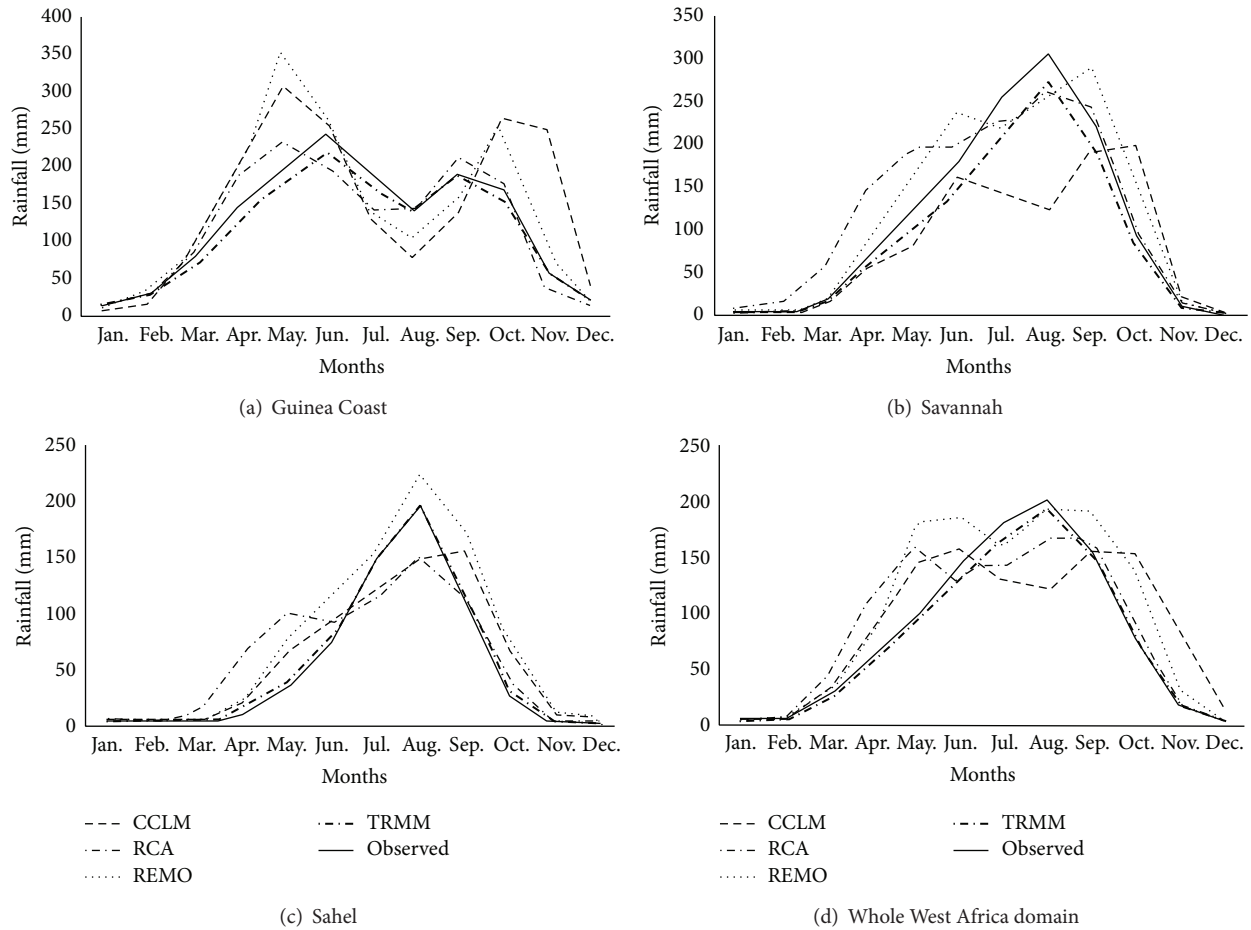 400
350
300
250
200
150
100
50
0
Rainfall (mm)
Jan. Feb. Mar. Apr. May. Jun. Jul. Aug. Sep. Oct. Nov. Dec.
Months
(a) Guinea Coast
350
300
250
200
150
100
50
0
Rainfall (mm)
Jan. Feb. Mar. Apr. May. Jun. Jul. Aug. Sep. Oct. Nov. Dec.
Months
(b) Savannah
250
200
150
100
50
0
Rainfall (mm)
Jan. Feb. Mar. Apr. May. Jun. Jul. Aug. Sep. Oct. Nov. Dec.
Months
CCLM
RCA
REMO
TRMM
Observed
(c) Sahel
250
200
150
100
50
0
Rainfall (mm)
Jan. Feb. Mar. Apr. May. Jun. Jul. Aug. Sep. Oct. Nov. Dec.
Months
CCLM
RCA
REMO
TRMM
Observed
(d) Whole West Africa domain